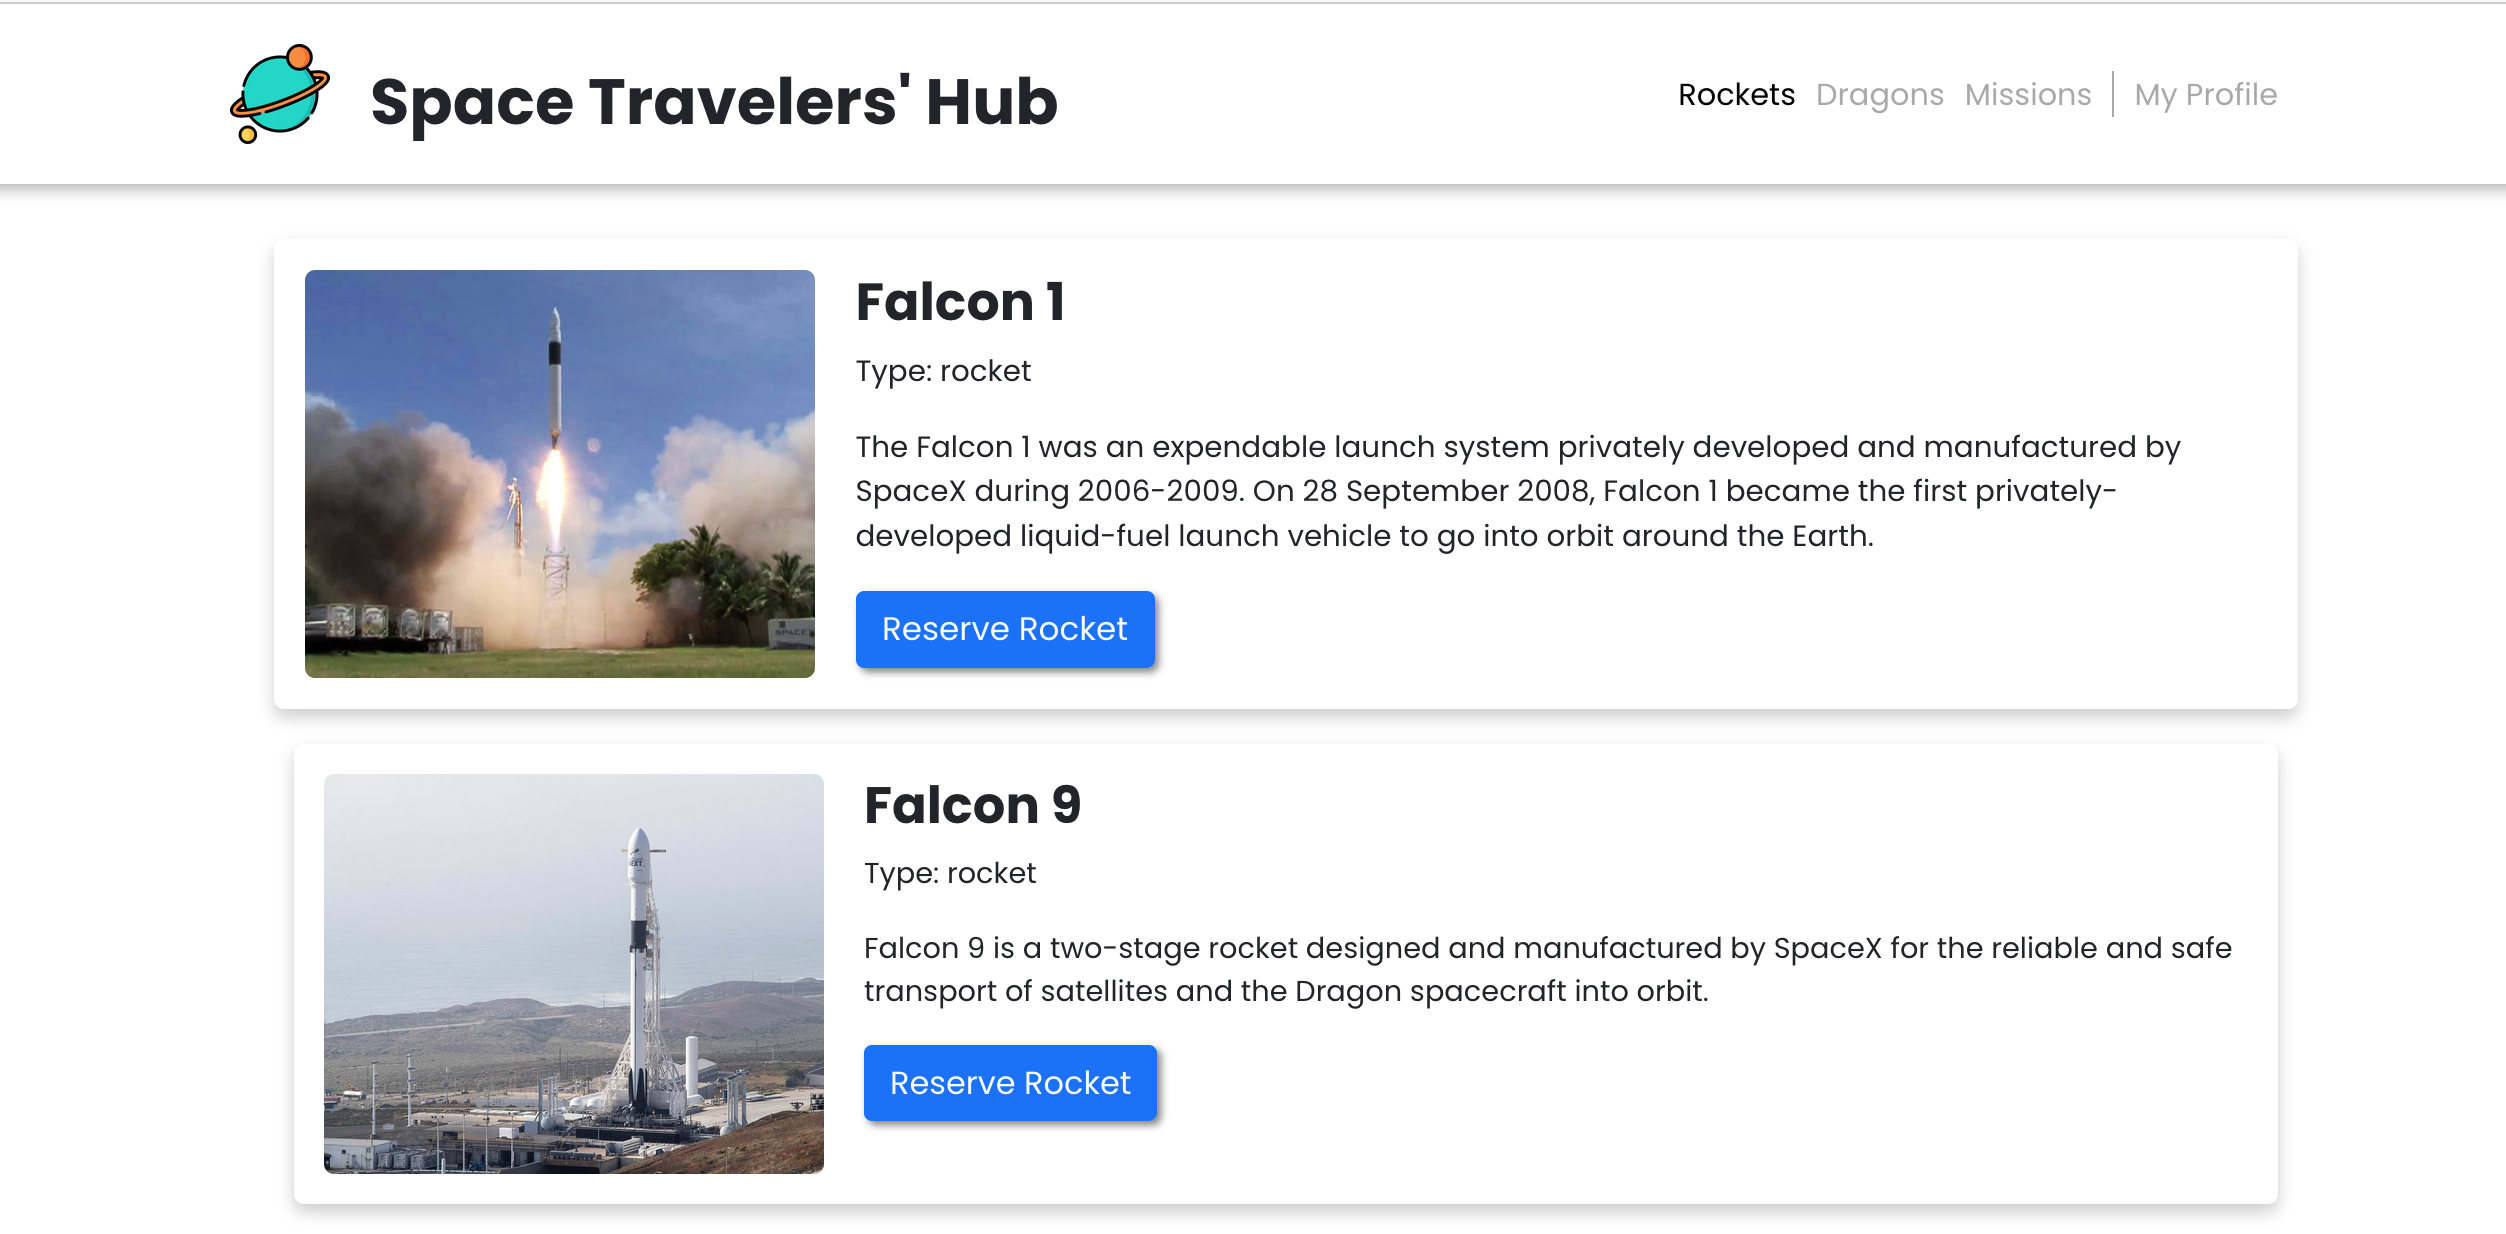 Space Travelers' Hub
Rockets Dragons Missions My Profile
Falcon 1
Type: rocket
The Falcon 1 was an expendable launch system privately developed and manufactured by
SpaceX during 2006-2009. On 28 September 2008, Falcon 1 became the first privately-
developed liquid-fuel launch vehicle to go into orbit around the Earth.
Reserve Rocket
Falcon 9
Type: rocket
Falcon 9 is a two-stage rocket designed and manufactured by SpaceX for the reliable and safe
transport of satellites and the Dragon spacecraft into orbit.
Reserve Rocket